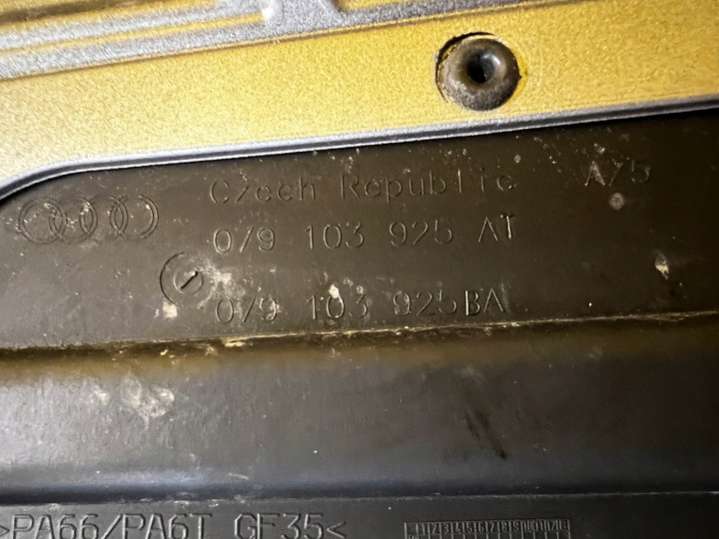 Czech Republic A75
079 103 925 AT
079 103 925BA
>PA66/PA6T GF35<